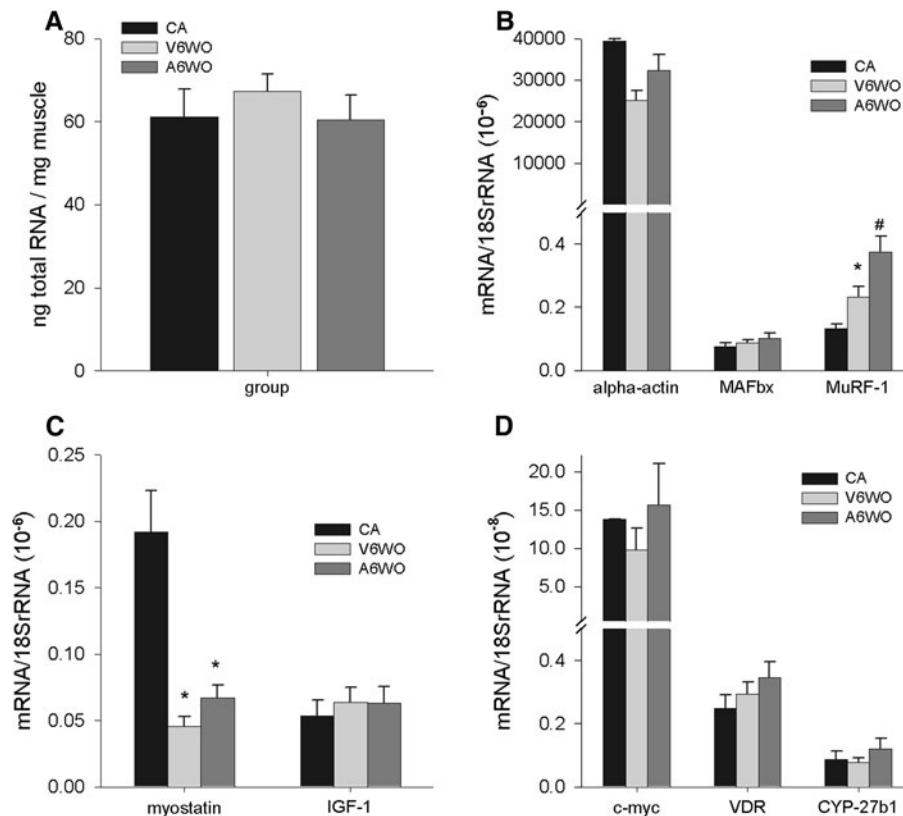 A
CA
V6WO
A6WO
ng total RNA / mg muscle
80
60
40
20
0
group
B
CA
V6WO
A6WO
mRNA/18SrRNA (10⁻⁶)
40000
30000
20000
10000
0.4
0.2
0.0
*
#
alpha-actin MAFbx MuRF-1
C
CA
V6WO
A6WO
mRNA/18SrRNA (10⁻⁶)
0.25
0.20
0.15
0.10
0.05
0.00
* *
myostatin IGF-1
D
CA
V6WO
A6WO
mRNA/18SrRNA (10⁻⁸)
20.0
15.0
10.0
5.0
0.4
0.2
0.0
c-myc VDR CYP-27b1